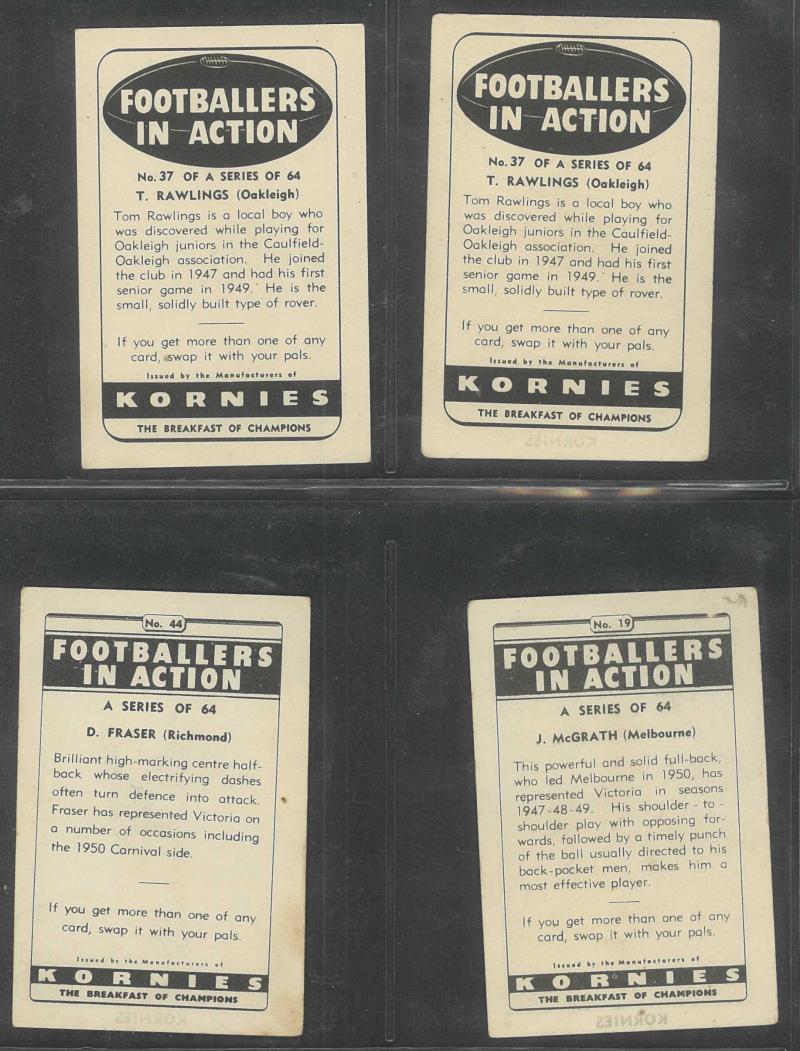 FOOTBALLERS
IN ACTION
No. 37 OF A SERIES OF 64
T. RAWLINGS (Oakleigh)
Tom Rawlings is a local boy who
was discovered while playing for
Oakleigh juniors in the Caulfield-
Oakleigh association. He joined
the club in 1947 and had his first
senior game in 1949. He is the
small, solidly built type of rover.
If you get more than one of any
card, swap it with your pals.
Issued by the Manufacturers of
KORNIES
THE BREAKFAST OF CHAMPIONS
FOOTBALLERS
IN ACTION
No. 37 OF A SERIES OF 64
T. RAWLINGS (Oakleigh)
Tom Rawlings is a local boy who
was discovered while playing for
Oakleigh juniors in the Caulfield-
Oakleigh association. He joined
the club in 1947 and had his first
senior game in 1949. He is the
small, solidly built type of rover.
If you get more than one of any
card, swap it with your pals.
Issued by the Manufacturers of
KORNIES
THE BREAKFAST OF CHAMPIONS
KORNIES
No. 44
FOOTBALLERS
IN ACTION
A SERIES OF 64
D. FRASER (Richmond)
Brilliant high-marking centre half-
back whose electrifying dashes
often turn defence into attack.
Fraser has represented Victoria on
a number of occasions including
the 1950 Carnival side.
If you get more than one of any
card, swap it with your pals.
Issued by the Manufacturers of
KORNIES
THE BREAKFAST OF CHAMPIONS
KORNIES
No. 19
FOOTBALLERS
IN ACTION
A SERIES OF 64
J. McGRATH (Melbourne)
This powerful and solid full-back,
who led Melbourne in 1950, has
represented Victoria in seasons
1947-48-49. His shoulder - to -
shoulder play with opposing for-
wards, followed by a timely punch
of the ball usually directed to his
back-pocket men, makes him a
most effective player.
If you get more than one of any
card, swap it with your pals.
Issued by the Manufacturers of
KORNIES
THE BREAKFAST OF CHAMPIONS
KORNIES